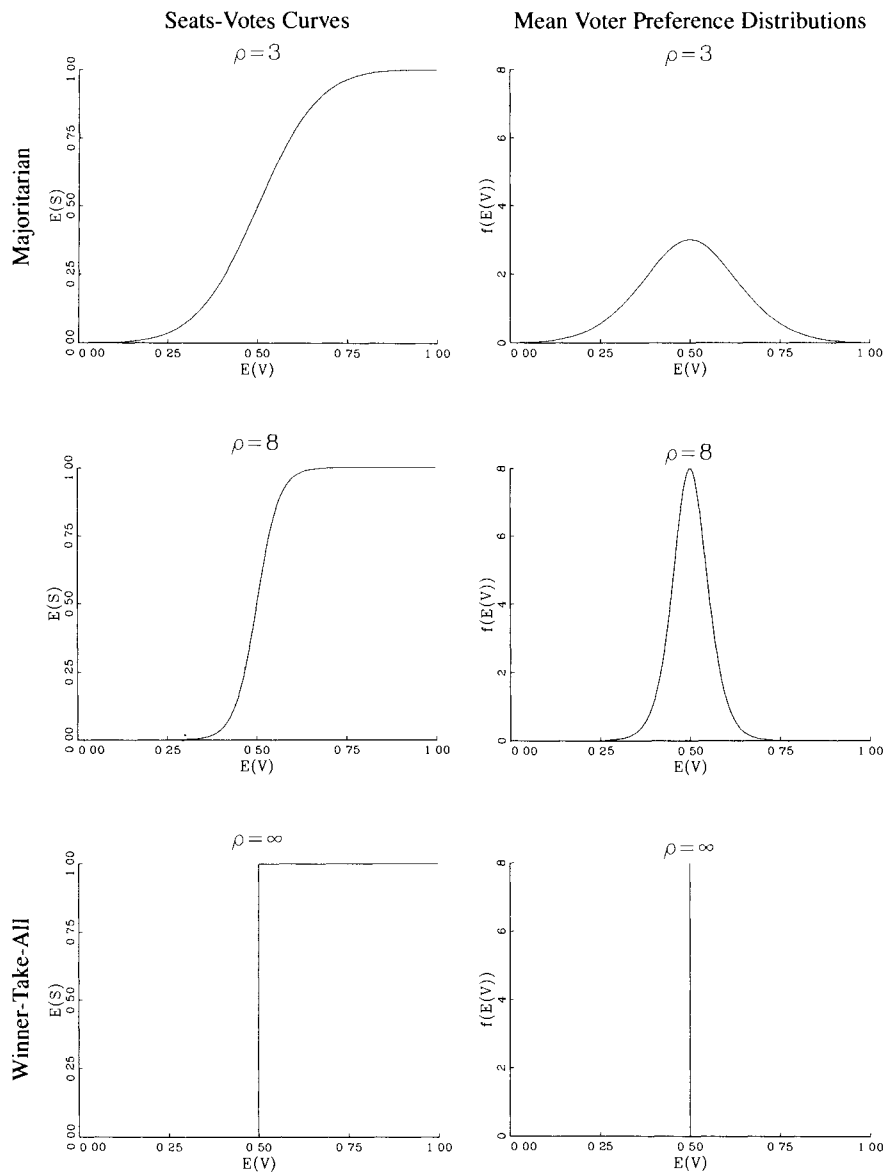 Seats-Votes Curves
Mean Voter Preference Distributions
Majoritarian
ρ=3
E(S)
0 00 0 25 0 50 0 75 1 00
0 00 0 25 0 50 0 75 1 00
E(V)
ρ=3
f(E(V))
0 2 4 6 8
0 00 0 25 0 50 0 75 1 00
E(V)
ρ=8
E(S)
0 00 0 25 0 50 0 75 1 00
0 00 0 25 0 50 0 75 1 00
E(V)
ρ=8
f(E(V))
0 2 4 6 8
0 00 0 25 0 50 0 75 1 00
E(V)
Winner-Take-All
ρ=∞
E(S)
0 00 0 25 0 50 0 75 1 00
0 00 0 25 0 50 0 75 1 00
E(V)
ρ=∞
f(E(V))
0 2 4 6 8
0 00 0 25 0 50 0 75 1 00
E(V)